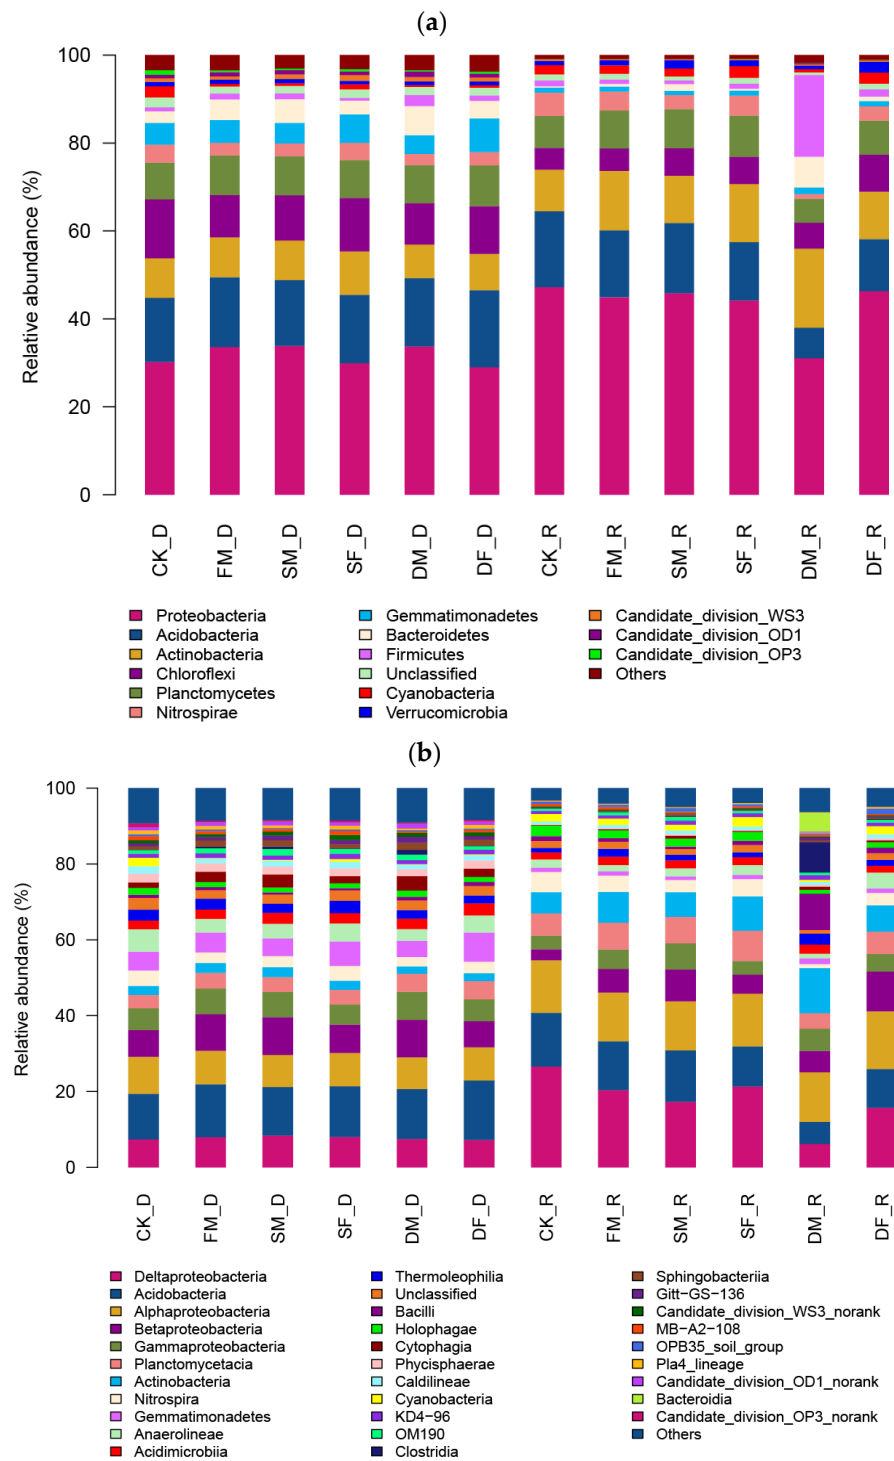 (a)
Relative abundance (%)
100
80
60
40
20
0
CK_D FM_D SM_D SF_D DM_D DF_D CK_R FM_R SM_R SF_R DM_R DF_R
Proteobacteria Gemmatimonadetes Candidate_division_WS3
Acidobacteria Bacteroidetes Candidate_division_OD1
Actinobacteria Firmicutes Candidate_division_OP3
Chloroflexi Unclassified Others
Planctomycetes Cyanobacteria
Nitrospirae Verrucomicrobia
(b)
Relative abundance (%)
100
80
60
40
20
0
CK_D FM_D SM_D SF_D DM_D DF_D CK_R FM_R SM_R SF_R DM_R DF_R
Deltaproteobacteria Thermoleophilia Sphingobacteriia
Acidobacteria Unclassified Gitt-GS-136
Alphaproteobacteria Bacilli Candidate_division_WS3_norank
Betaproteobacteria Holophagae MB-A2-108
Gammaproteobacteria Cytophagia OPB35_soil_group
Planctomycetacia Phycisphaerae Pla4_lineage
Actinobacteria Caldilineae Candidate_division_OD1_norank
Nitrospira Cyanobacteria Bacteroidia
Gemmatimonadetes KD4-96 Candidate_division_OP3_norank
Anaerolineae OM190 Others
Acidimicrobiia Clostridia